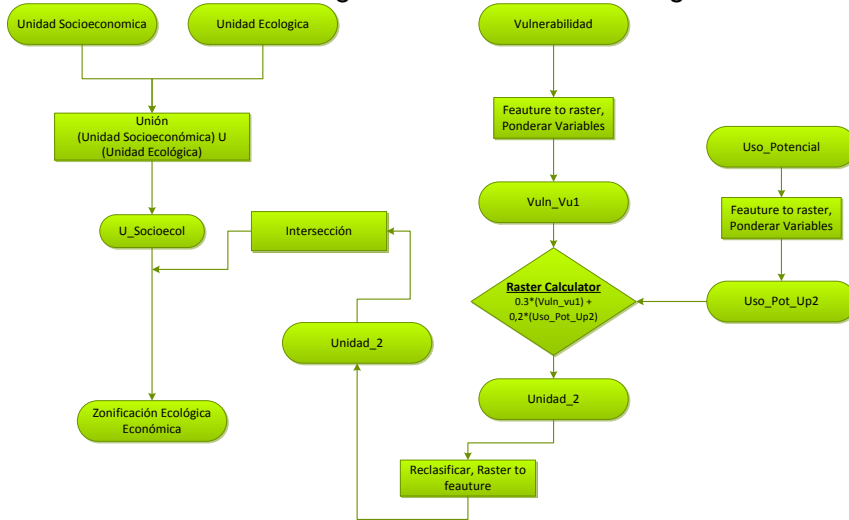 Unidad Socioeconomica
Unidad Ecologica
Vulnerabilidad
Unión
(Unidad Socioeconómica) U
(Unidad Ecológica)
Feauture to raster,
Ponderar Variables
Uso_Potencial
Vuln_Vu1
Feauture to raster,
Ponderar Variables
U_Socioecol
Intersección
Raster Calculator
0.3*(Vuln_vu1) +
0,2*(Uso_Pot_Up2)
Uso_Pot_Up2
Unidad_2
Unidad_2
Zonificación Ecológica
Económica
Reclasificar, Raster to
feauture